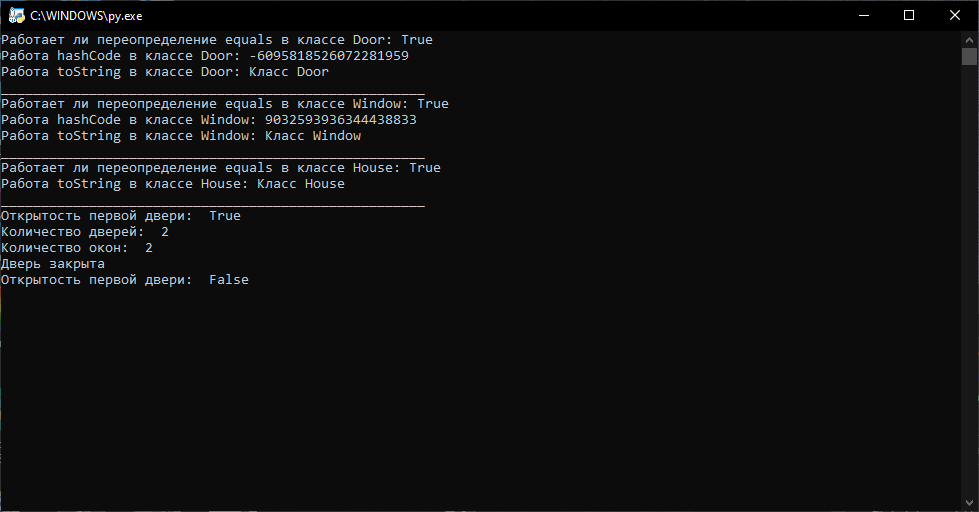 C:\WINDOWS\py.exe
Работает ли переопределение equals в классе Door: True
Работа hashCode в классе Door: -6095818526072281959
Работа toString в классе Door: Класс Door
_____________________________________________________
Работает ли переопределение equals в классе Window: True
Работа hashCode в классе Window: 9032593936344438833
Работа toString в классе Window: Класс Window
_____________________________________________________
Работает ли переопределение equals в классе House: True
Работа toString в классе House: Класс House
_____________________________________________________
Открытость первой двери:  True
Количество дверей:  2
Количество окон:  2
Дверь закрыта
Открытость первой двери:  False